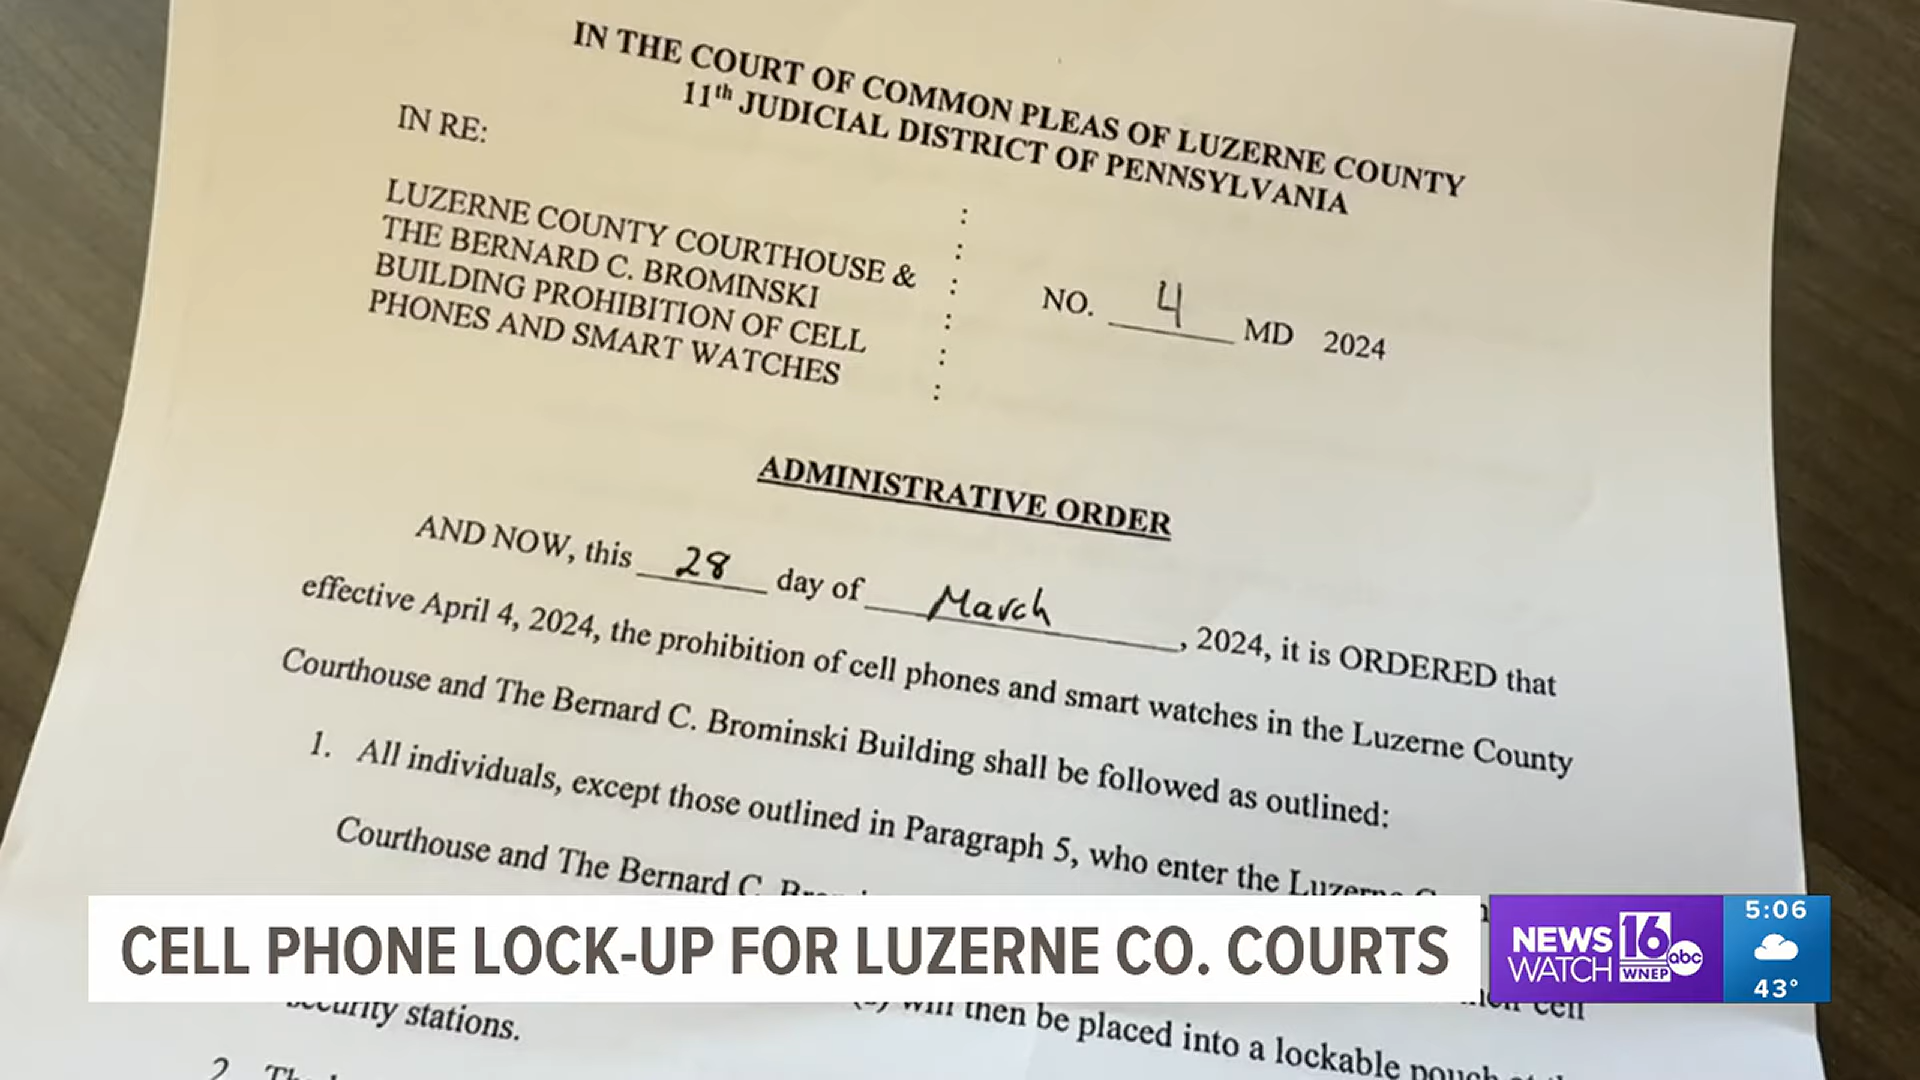 IN THE COURT OF COMMON PLEAS OF LUZERNE COUNTY
11th JUDICIAL DISTRICT OF PENNSYLVANIA
IN RE:
LUZERNE COUNTY COURTHOUSE & :
THE BERNARD C. BROMINSKI :
BUILDING PROHIBITION OF CELL :
PHONES AND SMART WATCHES :
:
:
NO. 4 MD 2024
ADMINISTRATIVE ORDER
AND NOW, this 28 day of March, 2024, it is ORDERED that
effective April 4, 2024, the prohibition of cell phones and smart watches in the Luzerne County
Courthouse and The Bernard C. Brominski Building shall be followed as outlined:
1. All individuals, except those outlined in Paragraph 5, who enter the Luzerne
Courthouse and The Bernard C.
cell
will then be placed into a lockable pouch
security stations.
2.
CELL PHONE LOCK-UP FOR LUZERNE CO. COURTS
NEWS WATCH 16 WNEP abc
5:06
43°